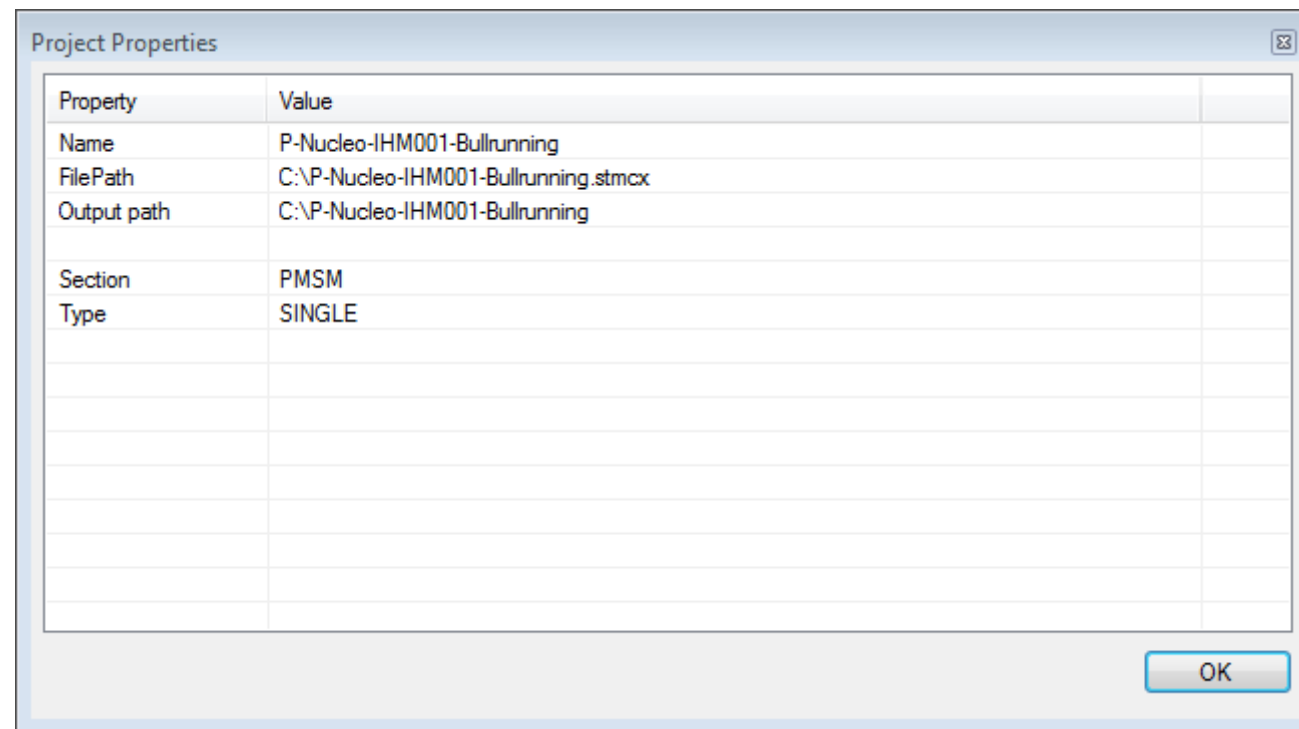 Project Properties
Property Value
Name P-Nucleo-IHM001-Bullrunning
FilePath C:\P-Nucleo-IHM001-Bullrunning.stmcx
Output path C:\P-Nucleo-IHM001-Bullrunning
Section PMSM
Type SINGLE
OK